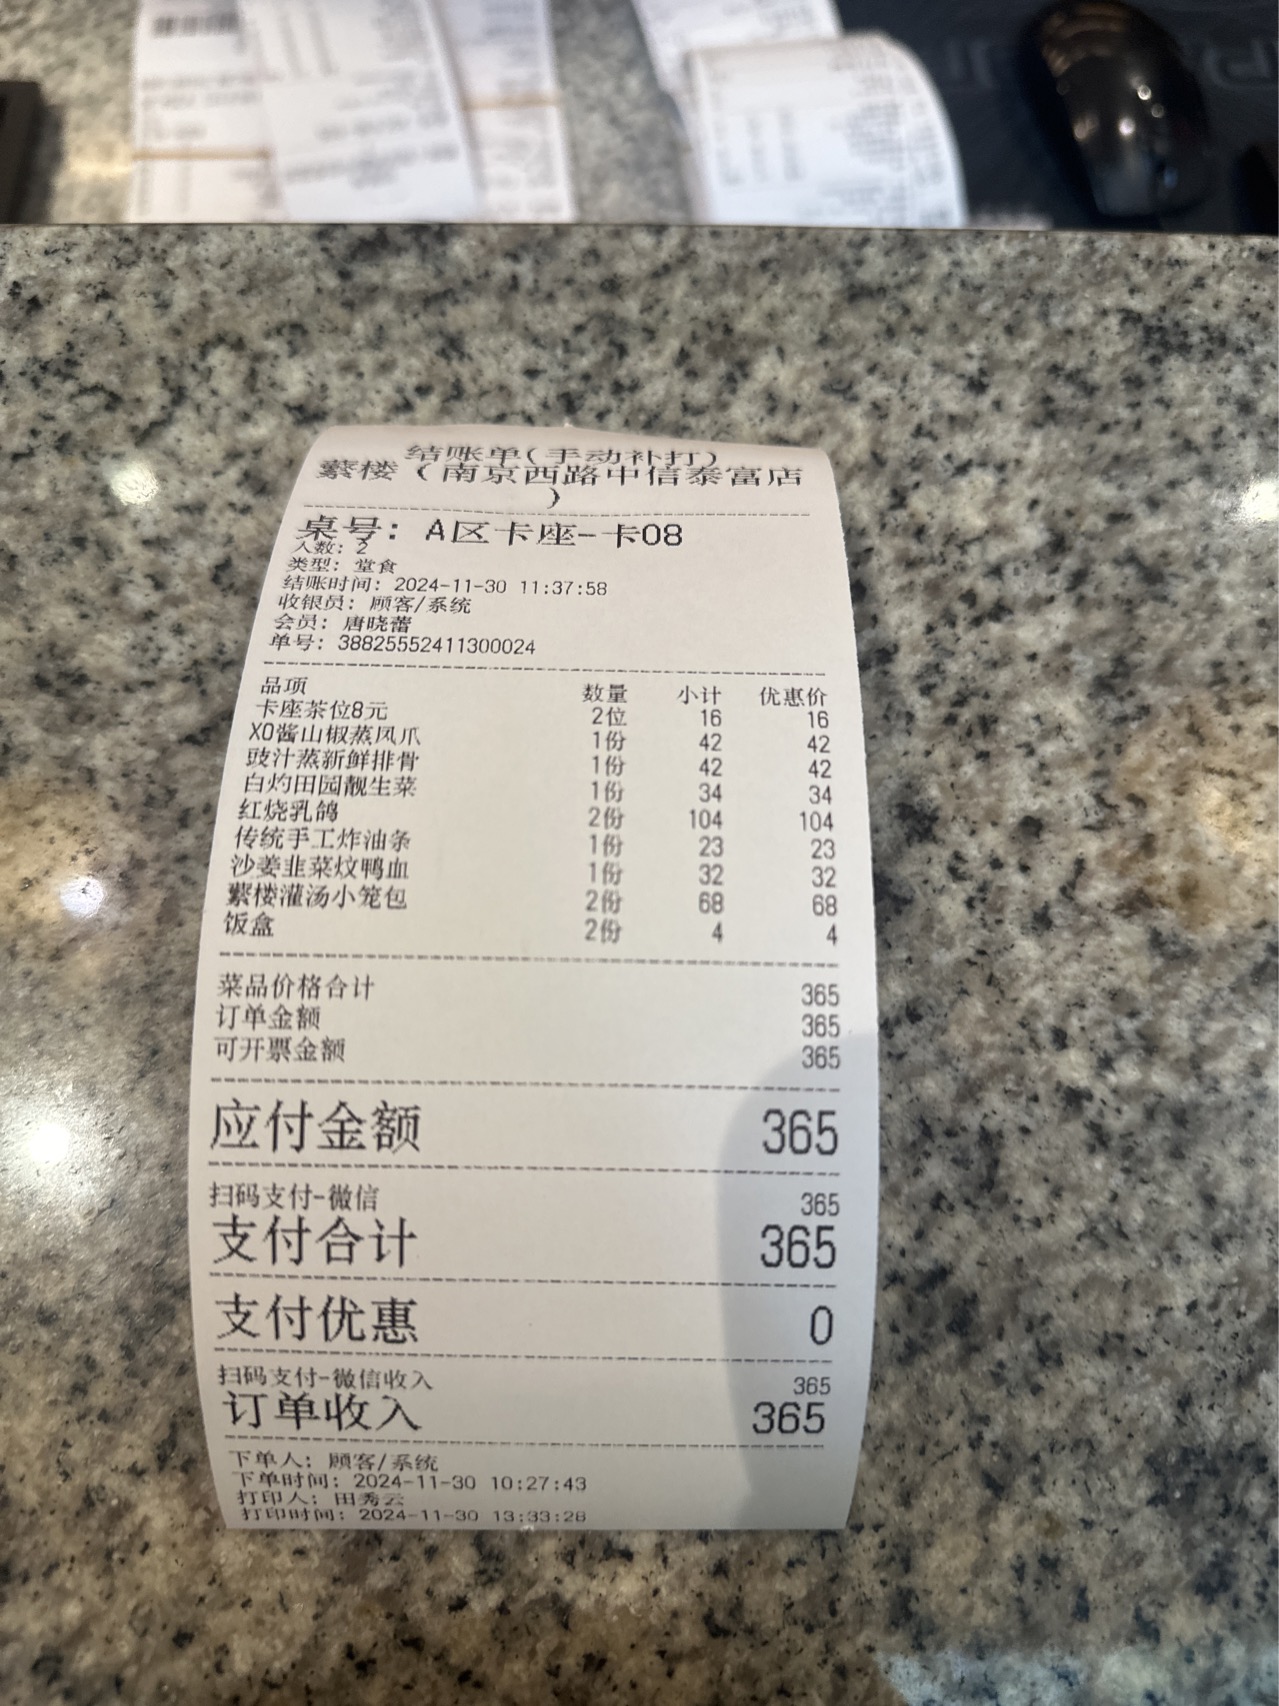 结账单(手动补打)
紫楼（南京西路中信泰富店
）
桌号：A区卡座-卡08
人数：2
类型：堂食
结账时间：2024-11-30 11:37:58
收银员：顾客/系统
会员：唐晓蕾
单号：38825552411300024
品项 数量 小计 优惠价
卡座茶位8元 2位 16 16
XO酱山椒蒸凤爪 1份 42 42
豉汁蒸新鲜排骨 1份 42 42
白灼田园靓生菜 1份 34 34
红烧乳鸽 2份 104 104
传统手工炸油条 1份 23 23
沙姜韭菜炆鸭血 1份 32 32
紫楼灌汤小笼包 2份 68 68
饭盒 2份 4 4
菜品价格合计 365
订单金额 365
可开票金额 365
应付金额 365
扫码支付-微信 365
支付合计 365
支付优惠 0
扫码支付-微信收入 365
订单收入 365
下单人：顾客/系统
下单时间：2024-11-30 10:27:43
打印人：田秀云
打印时间：2024-11-30 13:33:28